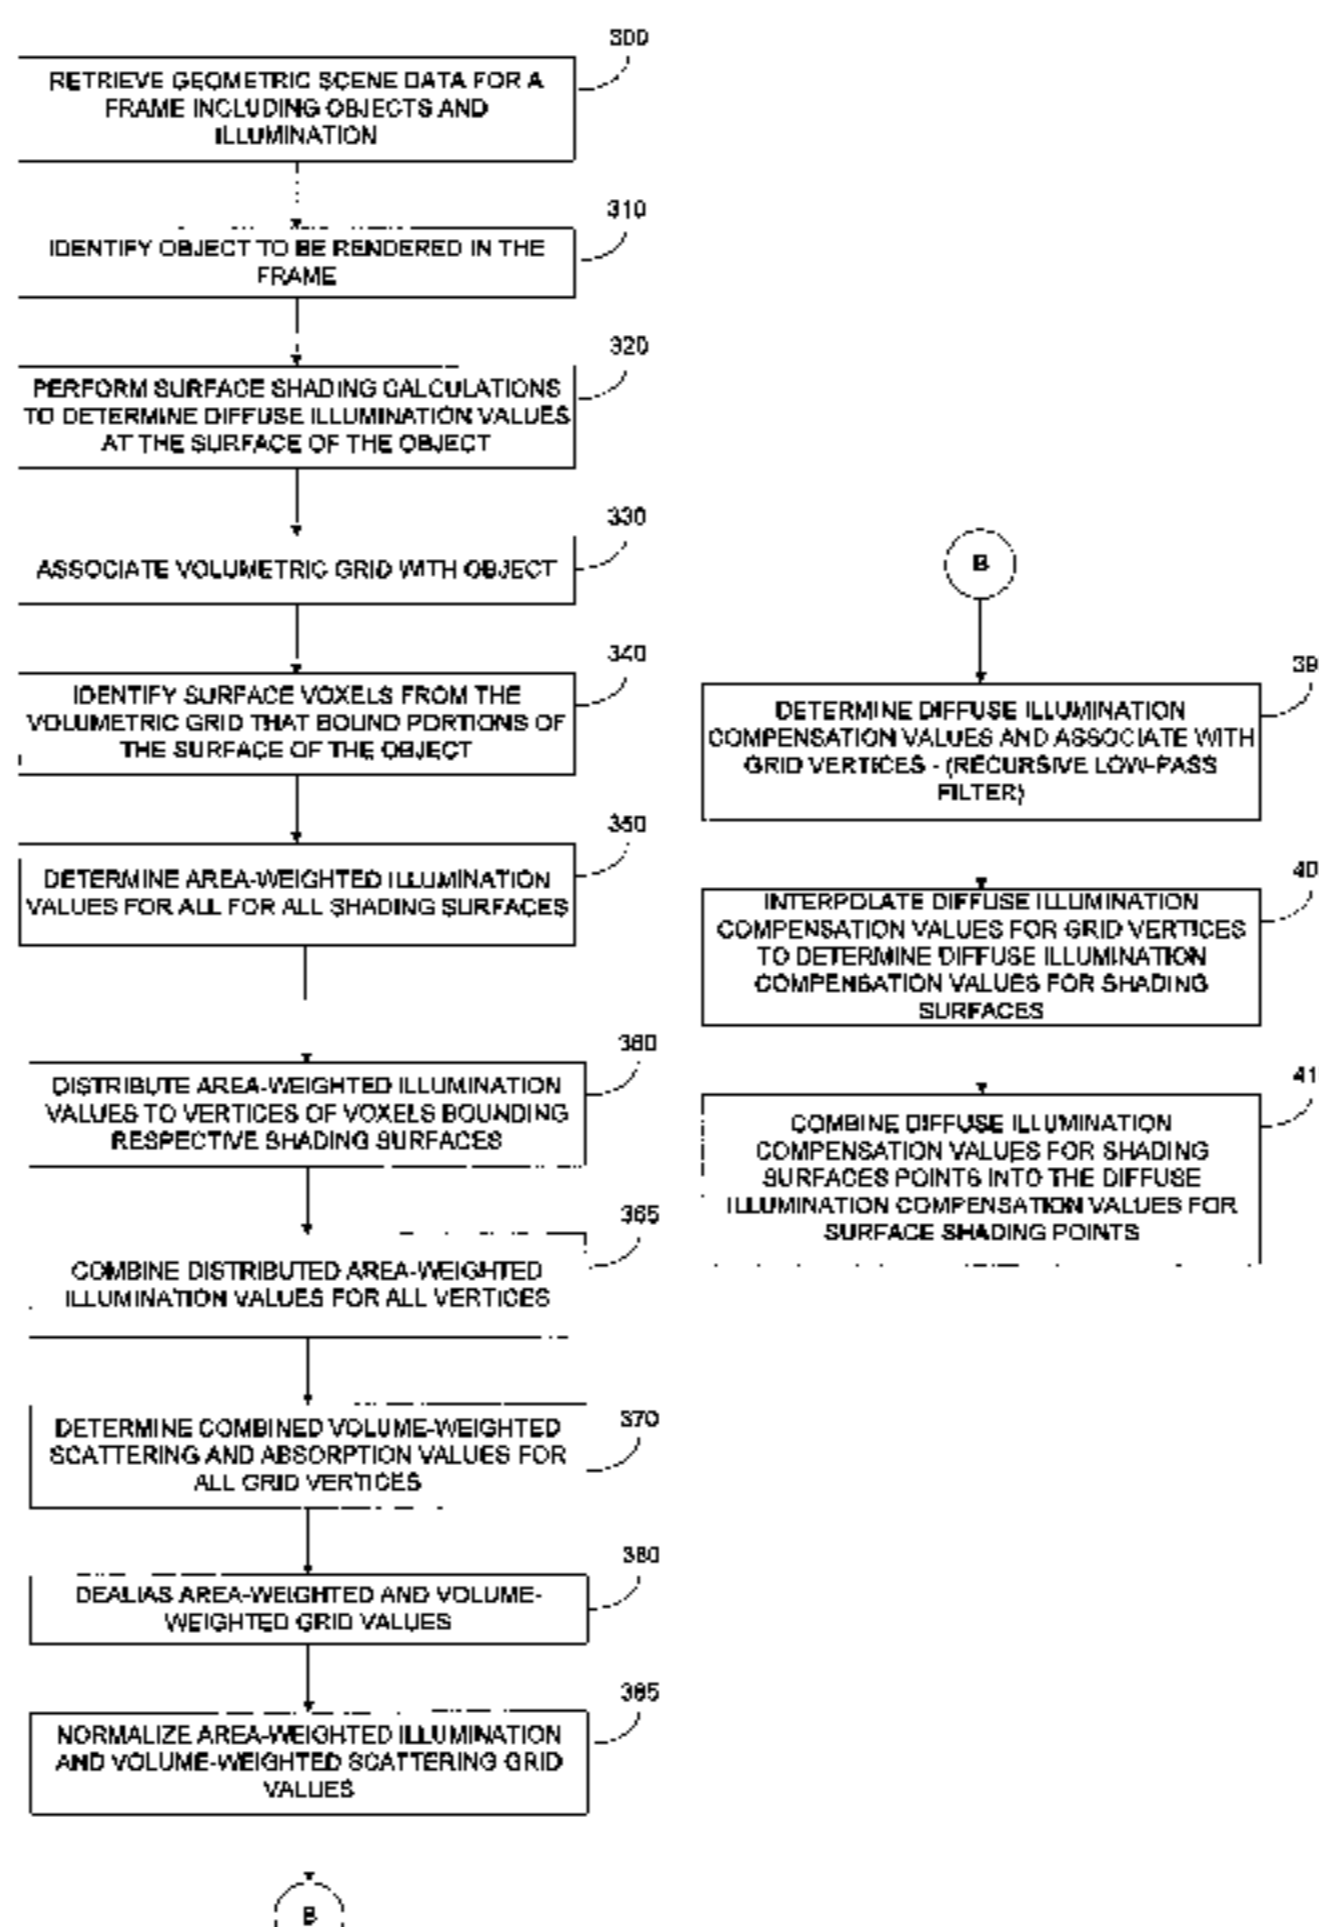 300
RETRIEVE GEOMETRIC SCENE DATA FOR A
FRAME INCLUDING OBJECTS AND
ILLUMINATION
310
IDENTIFY OBJECT TO BE RENDERED IN THE
FRAME
320
PERFORM SURFACE SHADING CALCULATIONS
TO DETERMINE DIFFUSE ILLUMINATION VALUES
AT THE SURFACE OF THE OBJECT
330
ASSOCIATE VOLUMETRIC GRID WITH OBJECT
340
IDENTIFY SURFACE VOXELS FROM THE
VOLUMETRIC GRID THAT BOUND PORTIONS OF
THE SURFACE OF THE OBJECT
350
DETERMINE AREA-WEIGHTED ILLUMINATION
VALUES FOR ALL FOR ALL SHADING SURFACES
360
DISTRIBUTE AREA-WEIGHTED ILLUMINATION
VALUES TO VERTICES OF VOXELS BOUNDING
RESPECTIVE SHADING SURFACES
365
COMBINE DISTRIBUTED AREA-WEIGHTED
ILLUMINATION VALUES FOR ALL VERTICES
370
DETERMINE COMBINED VOLUME-WEIGHTED
SCATTERING AND ABSORPTION VALUES FOR
ALL GRID VERTICES
380
DEALIAS AREA-WEIGHTED AND VOLUME-
WEIGHTED GRID VALUES
385
NORMALIZE AREA-WEIGHTED ILLUMINATION
AND VOLUME-WEIGHTED SCATTERING GRID
VALUES
B
B
39
DETERMINE DIFFUSE ILLUMINATION
COMPENSATION VALUES AND ASSOCIATE WITH
GRID VERTICES - (RECURSIVE LOW-PASS
FILTER)
40
INTERPOLATE DIFFUSE ILLUMINATION
COMPENSATION VALUES FOR GRID VERTICES
TO DETERMINE DIFFUSE ILLUMINATION
COMPENSATION VALUES FOR SHADING
SURFACES
41
COMBINE DIFFUSE ILLUMINATION
COMPENSATION VALUES FOR SHADING
SURFACES POINTS INTO THE DIFFUSE
ILLUMINATION COMPENSATION VALUES FOR
SURFACE SHADING POINTS